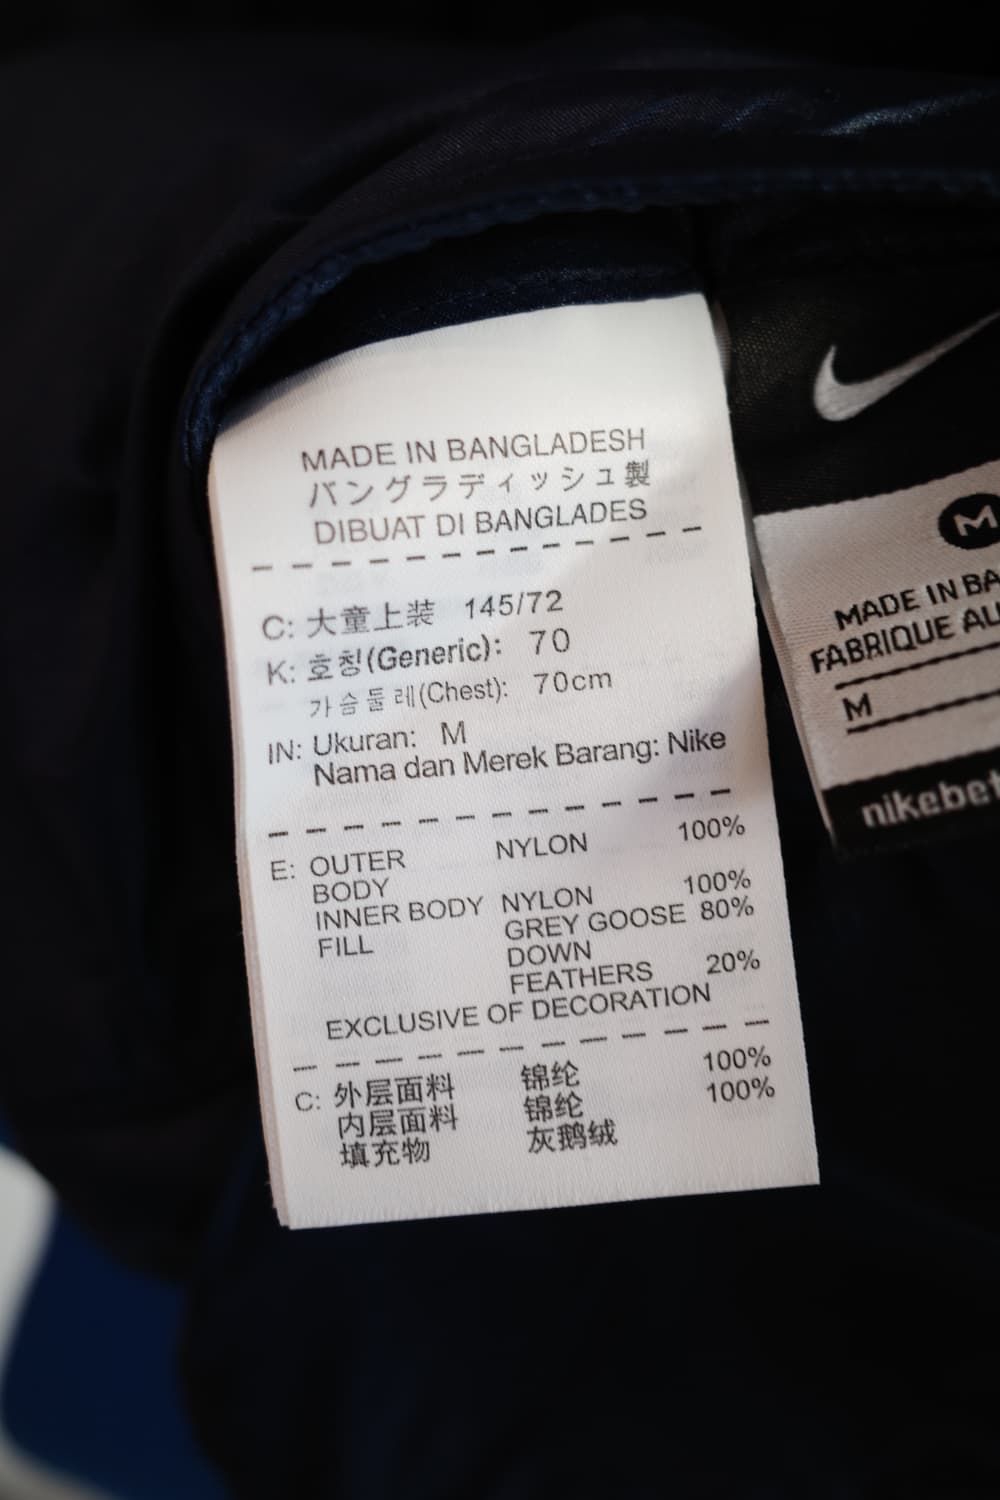 MADE IN BANGLADESH
バングラディッシュ製
DIBUAT DI BANGLADES
C: 大童上装 145/72
K: 호칭(Generic): 70
가슴둘레(Chest): 70cm
IN: Ukuran: M
Nama dan Merek Barang: Nike
E: OUTER NYLON 100%
BODY
INNER BODY NYLON 100%
FILL GREY GOOSE 80%
DOWN
FEATHERS 20%
EXCLUSIVE OF DECORATION
C: 外层面料 锦纶 100%
内层面料 锦纶 100%
填充物 灰鹅绒
M
MADE IN BA
FABRIQUE AU
M
nikebet